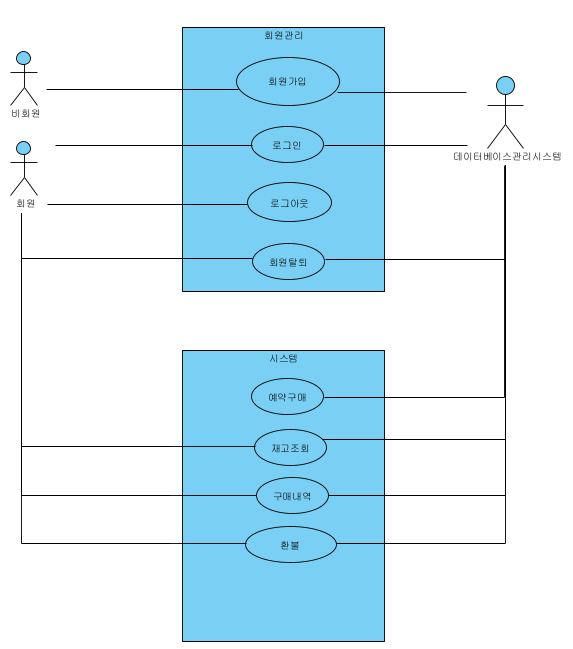 회원관리
회원가입
비회원
로그인
데이터베이스관리시스템
회원
로그아웃
회원탈퇴
시스템
예약구매
재고조회
구매내역
환불